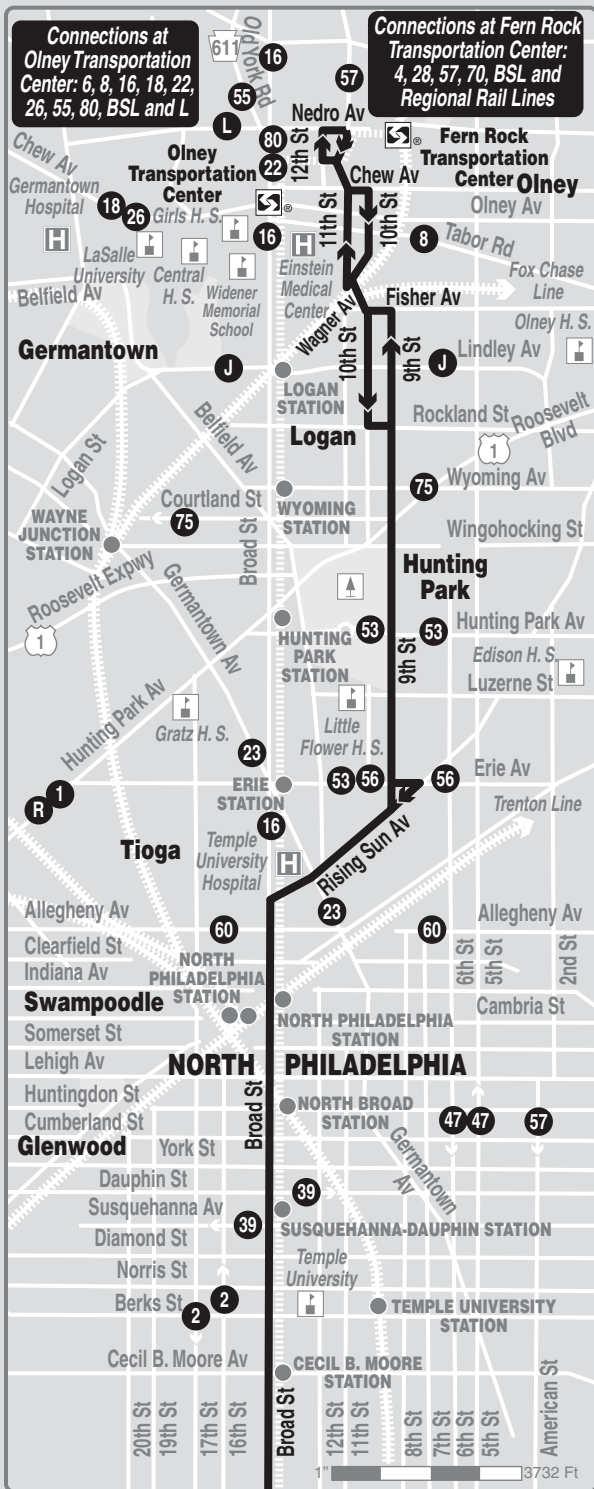 Connections at
Olney Transportation
Center: 6, 8, 16, 18, 22,
26, 55, 80, BSL and L
Connections at Fern Rock
Transportation Center:
4, 28, 57, 70, BSL and
Regional Rail Lines
611
Old York Rd
16
57
55
L
Nedro Av
80
12th St
Chew Av
Germantown
Hospital
H
Olney
Transportation
Center
22
Chew Av
Fern Rock
Transportation
Center
Olney
Olney Av
18
26
Girls H. S.
16
11th St
10th St
8
Tabor Rd
LaSalle
University
Central
H. S.
Widener
Memorial
School
H
Einstein
Medical
Center
Fox Chase
Line
Belfield Av
Wagner Av
Fisher Av
Olney H. S.
Germantown
J
10th St
9th St
J
Lindley Av
LOGAN
STATION
Belfield Av
Logan
Rockland St
Roosevelt
Blvd
1
Logan St
Courtland St
75
Wyoming Av
WAYNE
JUNCTION
STATION
75
Broad St
WYOMING
STATION
Wingohocking St
Roosevelt Expwy
1
Germantown Av
Hunting
Park
HUNTING
PARK
STATION
53
9th St
53
Hunting Park Av
Edison H. S.
Luzerne St
Hunting Park Av
Gratz H. S.
Little
Flower H. S.
23
R
1
ERIE
STATION
53
56
56
Erie Av
Trenton Line
16
Tioga
Temple
University
Hospital
H
Rising Sun Av
23
Allegheny Av
60
60
Allegheny Av
Clearfield St
Indiana Av
NORTH
PHILADELPHIA
STATION
6th St
5th St
2nd St
Swampoodle
NORTH PHILADELPHIA
STATION
Cambria St
Somerset St
Lehigh Av
NORTH PHILADELPHIA
Huntingdon St
Broad St
NORTH BROAD
STATION
Cumberland St
47
47
57
Glenwood
York St
Germantown
Av
Dauphin St
39
Susquehanna Av
39
SUSQUEHANNA-DAUPHIN STATION
Diamond St
Norris St
Temple
University
Berks St
2
2
TEMPLE UNIVERSITY
STATION
Cecil B. Moore Av
CECIL B. MOORE
STATION
20th St
19th St
17th St
16th St
Broad St
12th St
11th St
8th St
7th St
6th St
5th St
American St
1"
3732 Ft